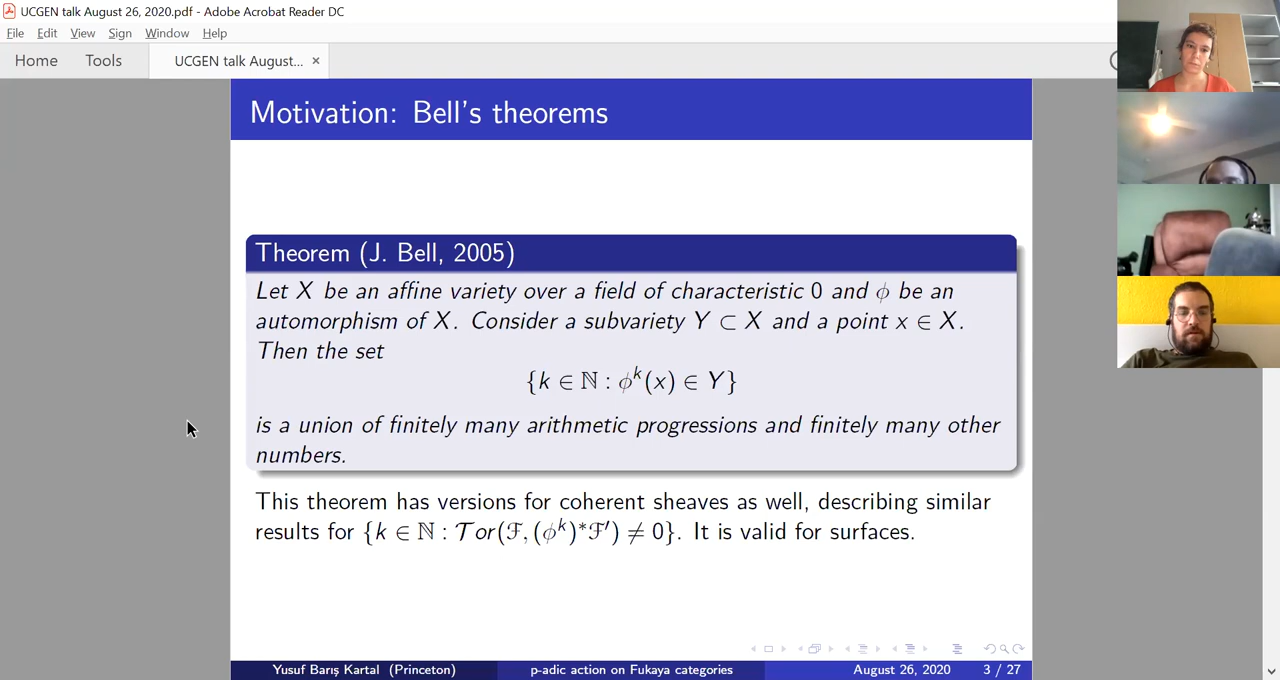 UCGEN talk August 26, 2020.pdf - Adobe Acrobat Reader DC
File Edit View Sign Window Help
Home Tools UCGEN talk August... ×
Motivation: Bell's theorems
Theorem (J. Bell, 2005)
Let X be an affine variety over a field of characteristic 0 and ϕ be an
automorphism of X. Consider a subvariety Y ⊂ X and a point x ∈ X.
Then the set
{k ∈ ℕ : ϕ^k(x) ∈ Y}
is a union of finitely many arithmetic progressions and finitely many other
numbers.
This theorem has versions for coherent sheaves as well, describing similar
results for {k ∈ ℕ : 𝒯or(ℱ, (ϕ^k)*ℱ′) ≠ 0}. It is valid for surfaces.
Yusuf Barış Kartal (Princeton) p-adic action on Fukaya categories August 26, 2020 3 / 27